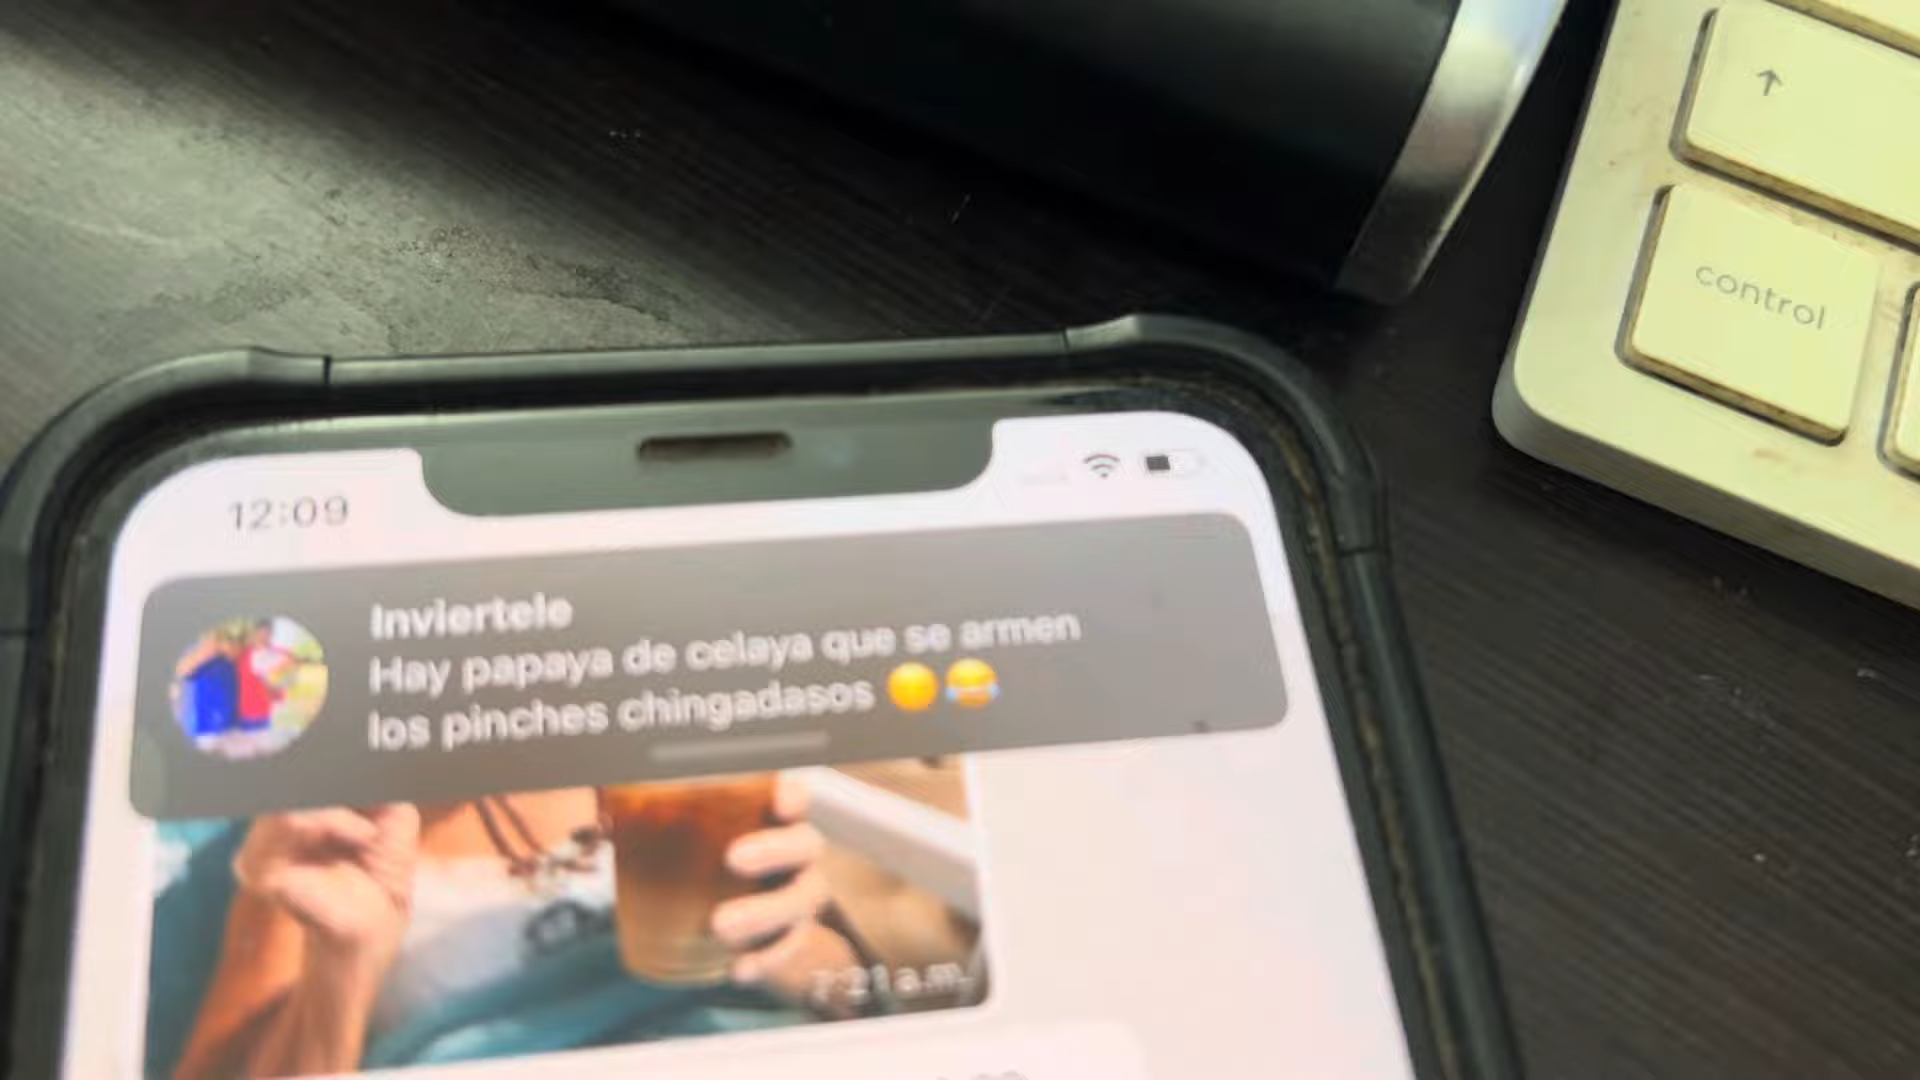 ↑
control
12:09
Inviertele
Hay papaya de celaya que se armen
los pinches chingadasos 😊😂
7:21 a.m.